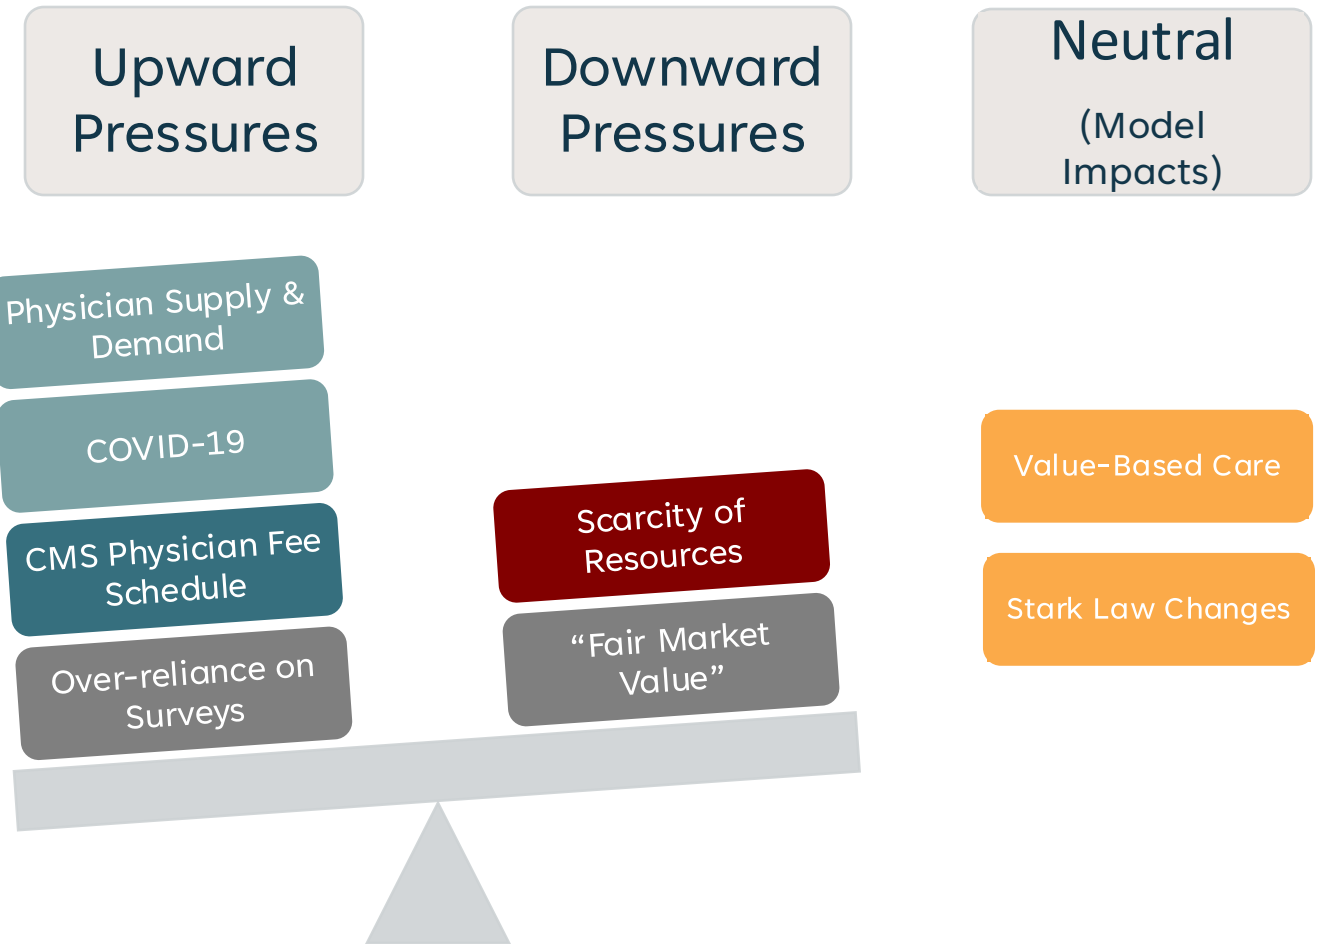 Upward
Pressures
Downward
Pressures
Neutral
(Model
Impacts)
Physician Supply &
Demand
COVID-19
CMS Physician Fee
Schedule
Over-reliance on
Surveys
Scarcity of
Resources
“Fair Market
Value”
Value-Based Care
Stark Law Changes